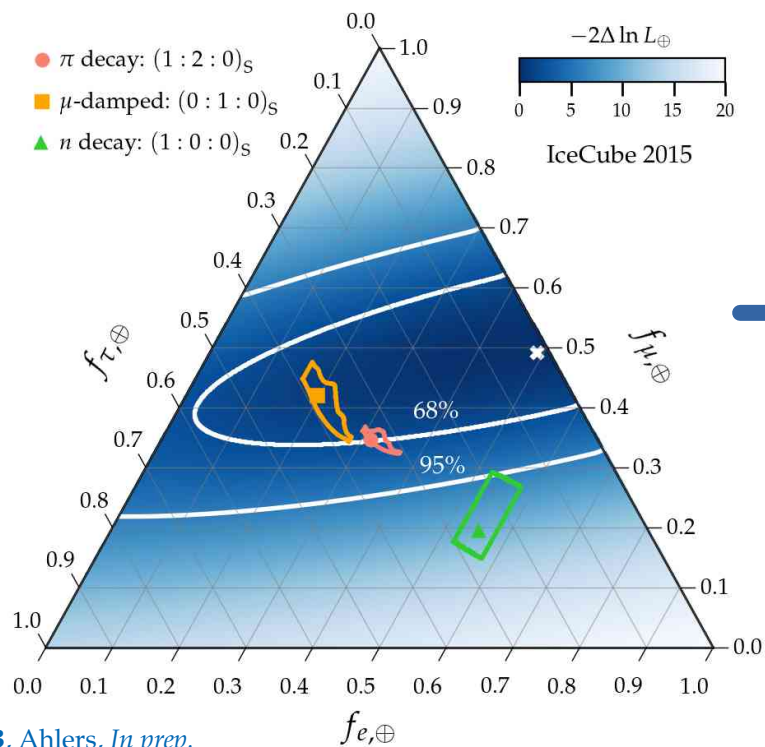 π decay: (1 : 2 : 0)S
μ-damped: (0 : 1 : 0)S
n decay: (1 : 0 : 0)S
−2Δ ln L⊕
0 5 10 15 20
IceCube 2015
0.0
0.1
0.2
0.3
0.4
0.5
0.6
0.7
0.8
0.9
1.0
fτ,⊕
1.0
0.9
0.8
0.7
0.6
0.5
0.4
0.3
0.2
0.1
0.0
fμ,⊕
68%
95%
0.0 0.1 0.2 0.3 0.4 0.5 0.6 0.7 0.8 0.9 1.0
fe,⊕
Ahlers, In prep.